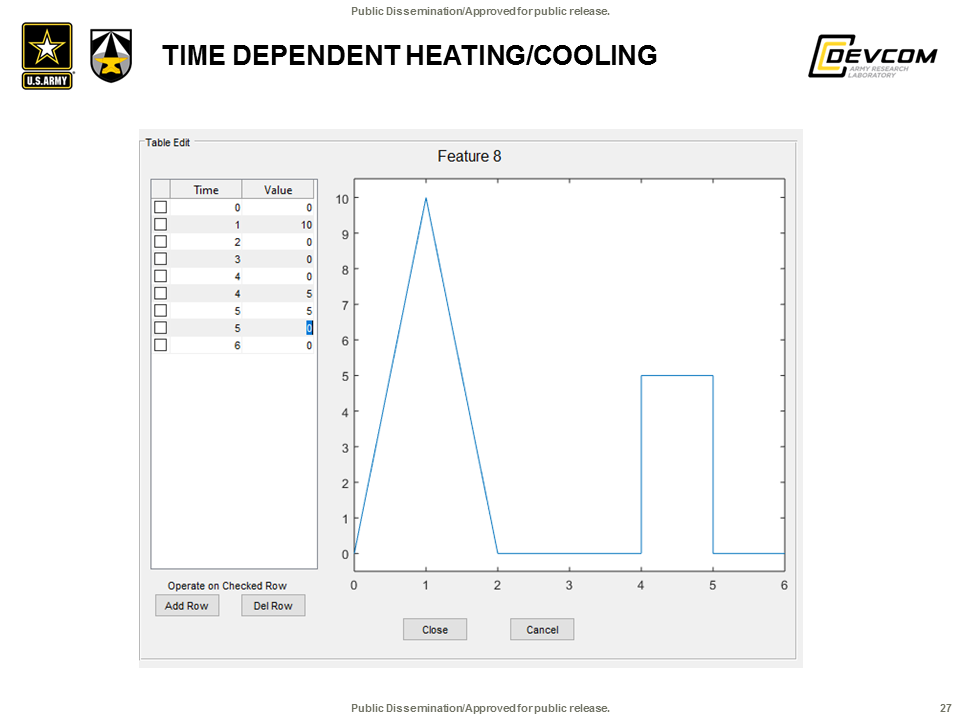 Public Dissemination/Approved for public release.
TIME DEPENDENT HEATING/COOLING
U.S.ARMY
DEVCOM
ARMY RESEARCH
LABORATORY
Table Edit
Feature 8
Time Value
0 0
1 10
2 0
3 0
4 0
4 5
5 5
5 0
6 0
10
9
8
7
6
5
4
3
2
1
0
0 1 2 3 4 5 6
Operate on Checked Row
Add Row Del Row
Close Cancel
Public Dissemination/Approved for public release.
27